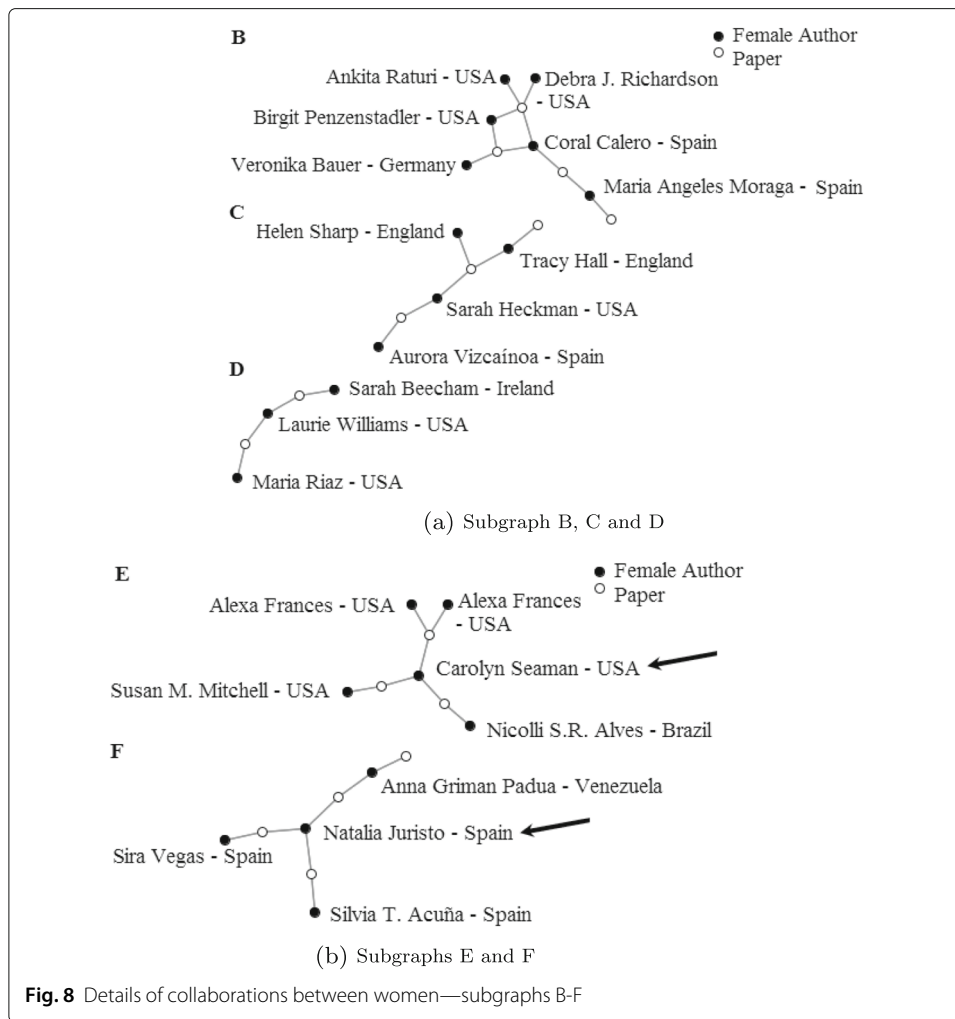 B
Female Author
Paper
Ankita Raturi - USA
Debra J. Richardson
- USA
Birgit Penzenstadler - USA
Coral Calero - Spain
Veronika Bauer - Germany
Maria Angeles Moraga - Spain
C
Helen Sharp - England
Tracy Hall - England
Sarah Heckman - USA
Aurora Vizcaínoa - Spain
D
Sarah Beecham - Ireland
Laurie Williams - USA
Maria Riaz - USA
(a) Subgraph B, C and D
E
Female Author
Paper
Alexa Frances - USA
Alexa Frances
- USA
Carolyn Seaman - USA
Susan M. Mitchell - USA
Nicolli S.R. Alves - Brazil
F
Anna Griman Padua - Venezuela
Natalia Juristo - Spain
Sira Vegas - Spain
Silvia T. Acuña - Spain
(b) Subgraphs E and F
Fig. 8 Details of collaborations between women—subgraphs B-F